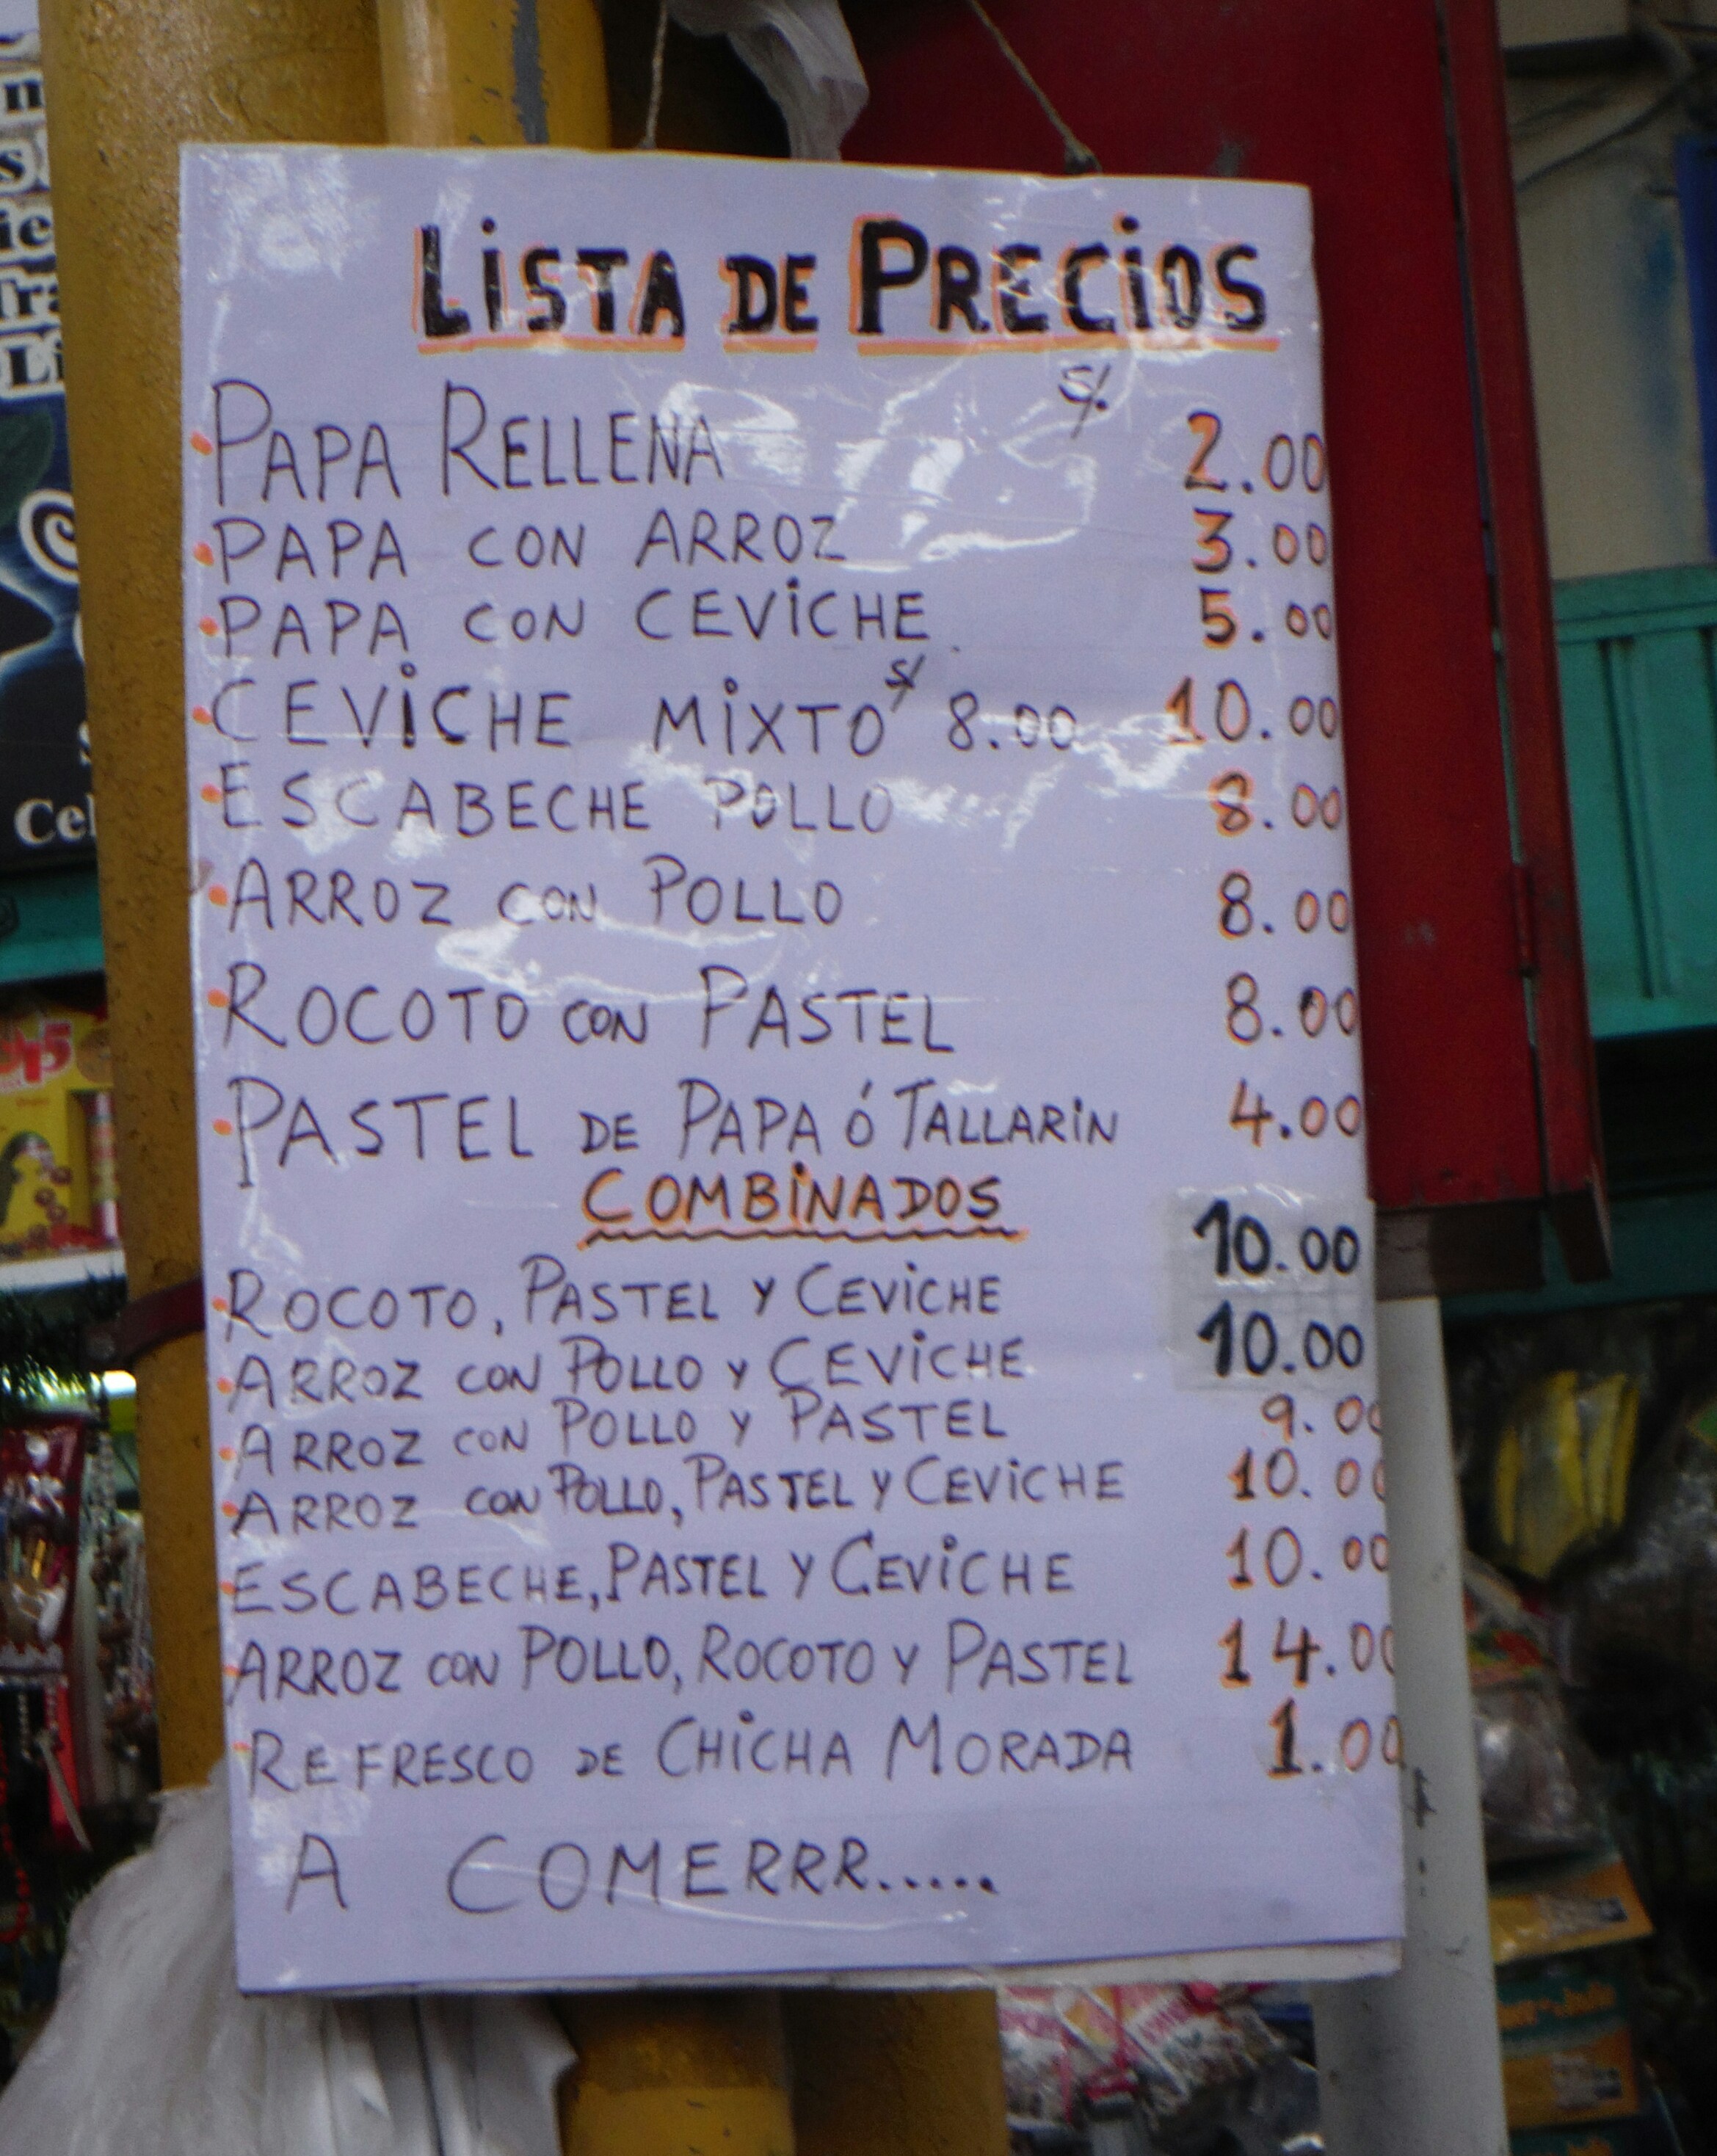 LiSTA DE PRECiOS
S/.
PAPA RELLENA 2.00
PAPA CON ARROZ 3.00
PAPA CON CEViCHE. 5.00
CEViCHE MiXTO S/ 8.00 10.00
ESCABECHE POLLO 8.00
ARROZ CON POLLO 8.00
ROCOTO CON PASTEL 8.00
PASTEL DE PAPA Ó TALLARiN 4.00
COMBiNADOS
ROCOTO, PASTEL Y CEViCHE 10.00
ARROZ CON POLLO Y CEViCHE 10.00
ARROZ CON POLLO Y PASTEL 9.00
ARROZ CON POLLO, PASTEL Y CEViCHE 10.00
ESCABECHE, PASTEL Y CEViCHE 10.00
ARROZ CON POLLO, ROCOTO Y PASTEL 14.00
REFRESCO DE CHiCHA MORADA 1.00
A COMERRR.....
Cel